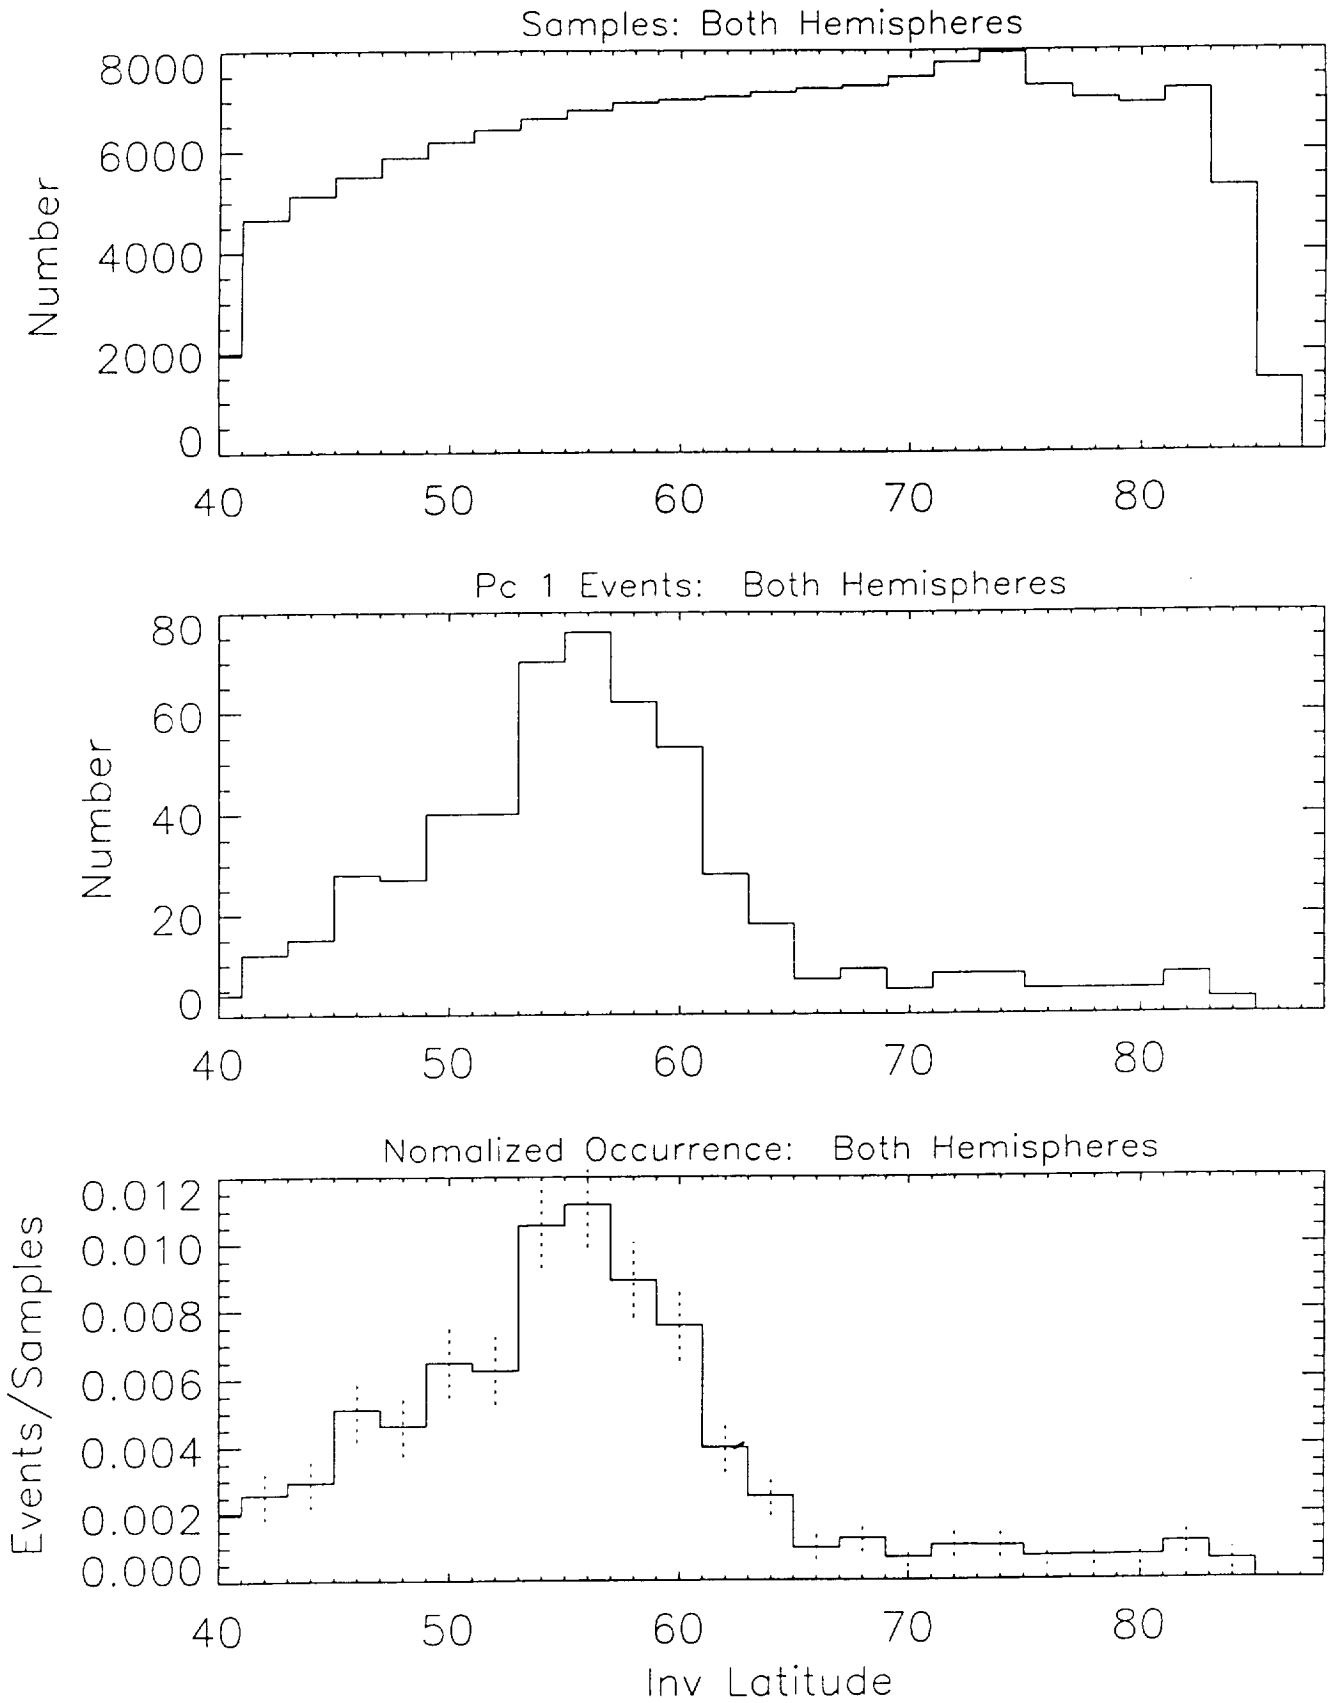 Samples: Both Hemispheres
8000
6000
4000
2000
0
Number
40 50 60 70 80
Pc 1 Events: Both Hemispheres
80
60
40
20
0
Number
40 50 60 70 80
Nomalized Occurrence: Both Hemispheres
0.012
0.010
0.008
0.006
0.004
0.002
0.000
Events/Samples
40 50 60 70 80
Inv Latitude